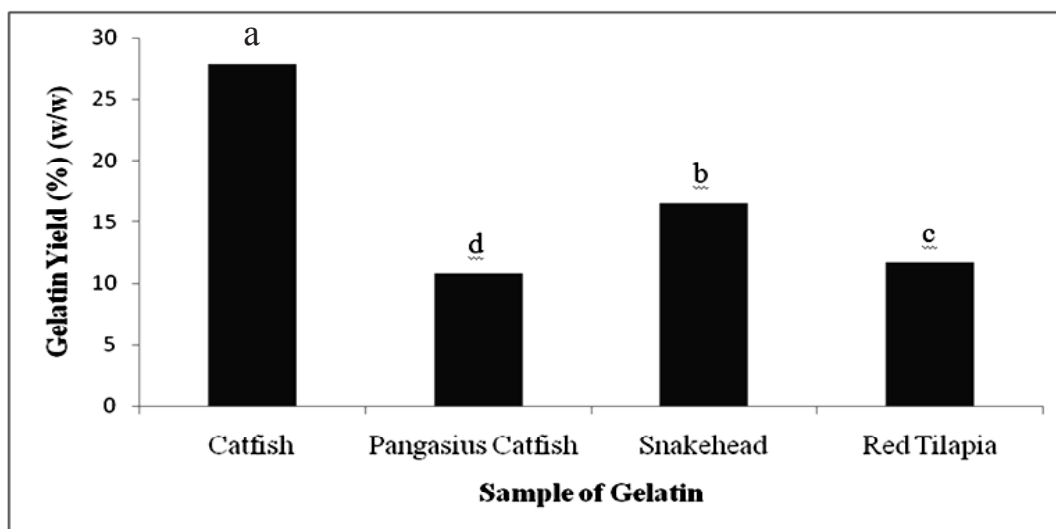 Gelatin Yield (%) (w/w)
30
25
20
15
10
5
0
a
d
b
c
Catfish
Pangasius Catfish
Snakehead
Red Tilapia
Sample of Gelatin